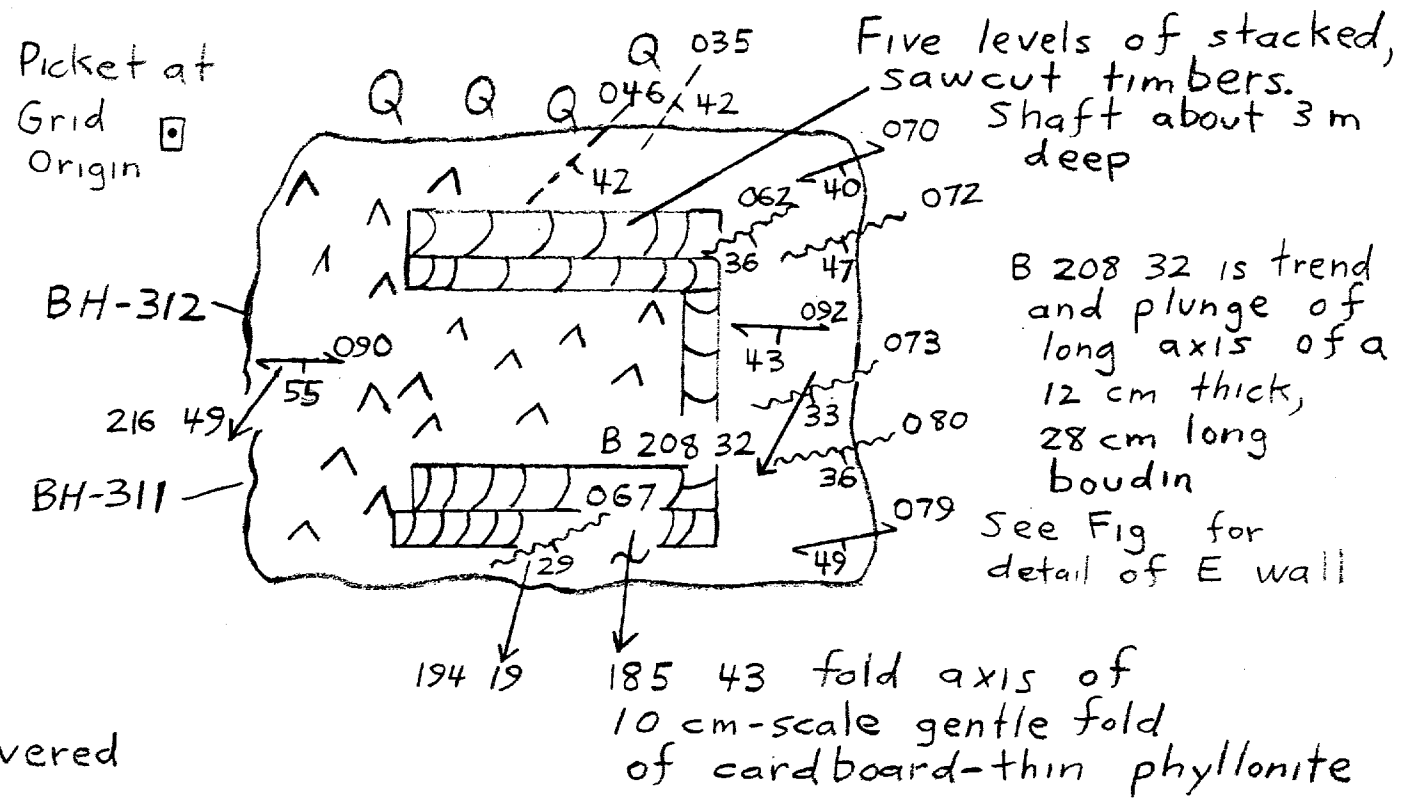 Picket at
Grid
Origin
Q Q Q Q
035
046
42
42
Five levels of stacked,
sawcut timbers.
Shaft about 3 m
deep
070
40
062
36
072
47
BH-312
090
55
216 49
092
43
073
33
B 208 32
080
36
B 208 32 is trend
and plunge of
long axis of a
12 cm thick,
28 cm long
boudin
BH-311
067
29
079
49
See Fig for
detail of E wall
194 19
185 43 fold axis of
10 cm-scale gentle fold
of cardboard-thin phyllonite
vered